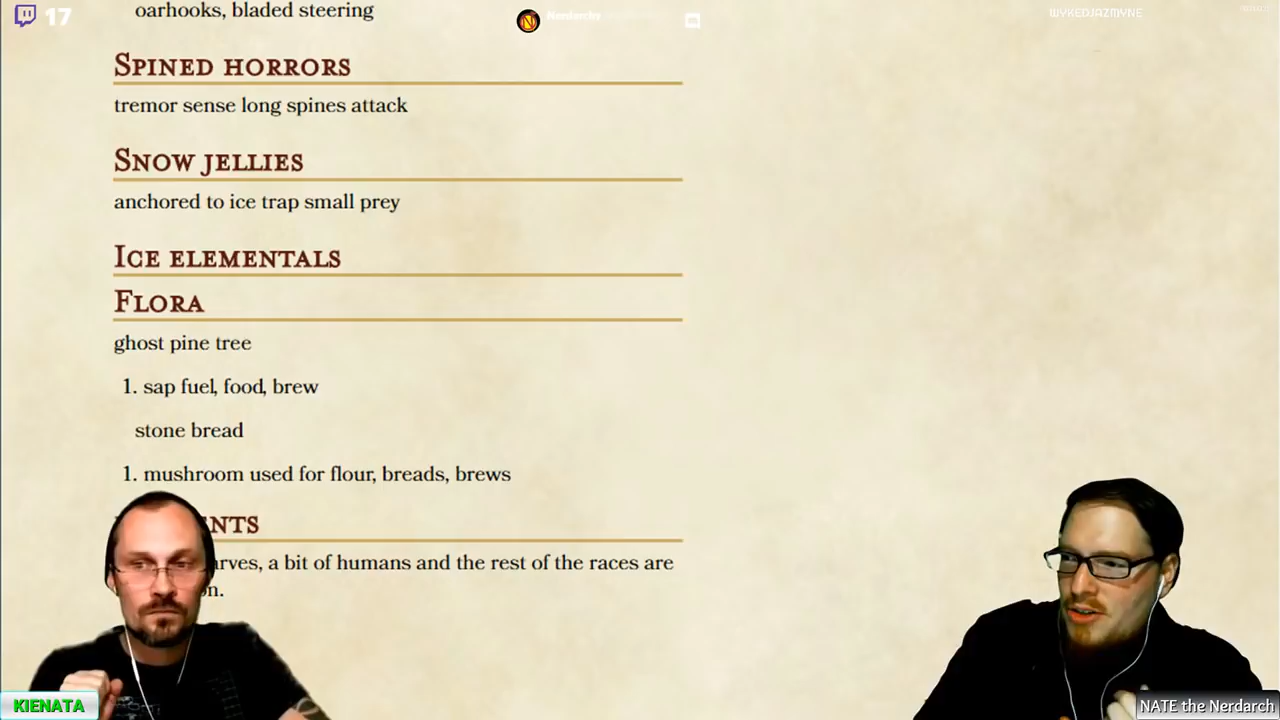 17
oarhooks, bladed steering
Nerdarchy
WYKEDJAZMYNE
SPINED HORRORS
tremor sense long spines attack
SNOW JELLIES
anchored to ice trap small prey
ICE ELEMENTALS
FLORA
ghost pine tree
1. sap fuel, food, brew
stone bread
1. mushroom used for flour, breads, brews
arves, a bit of humans and the rest of the races are
KIENATA
NATE the Nerdarch